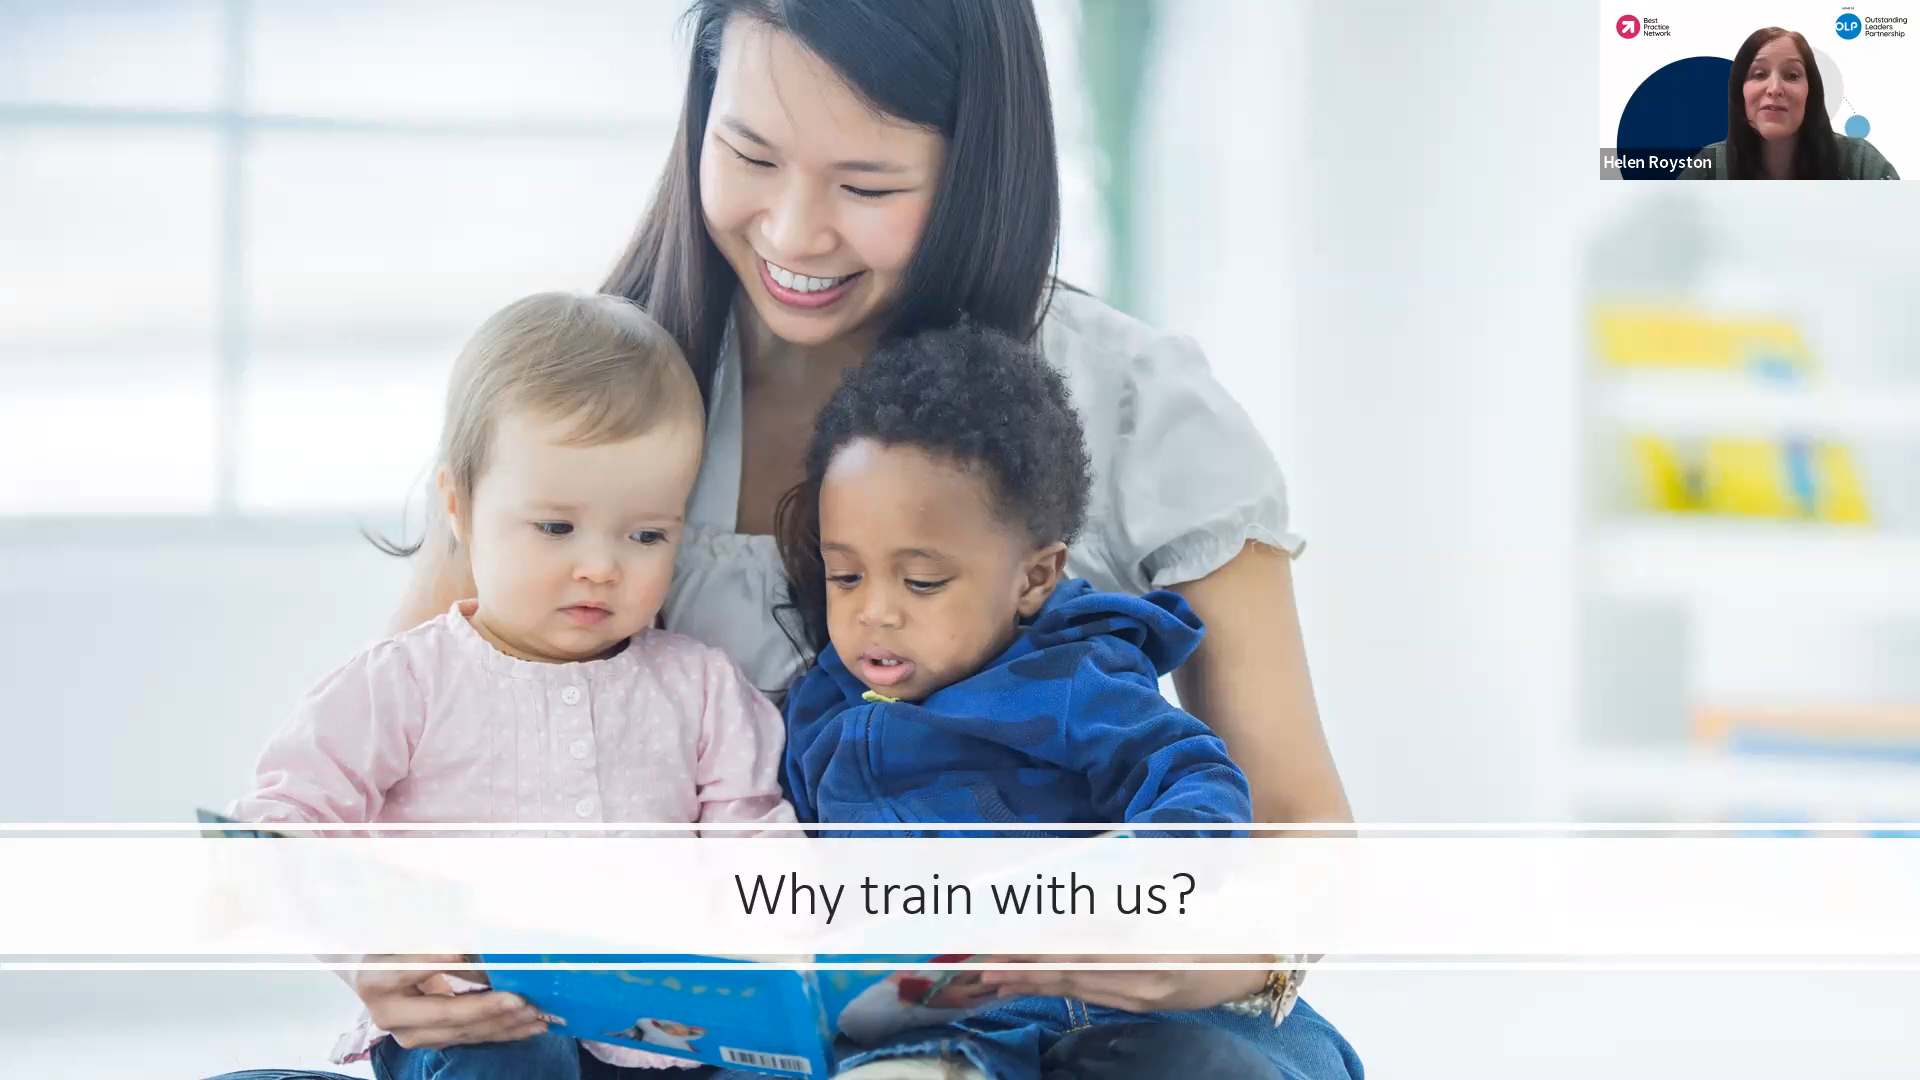 Best
Practice
Network
OLP
Outstanding
Leaders
Partnership
Helen Royston
Why train with us?